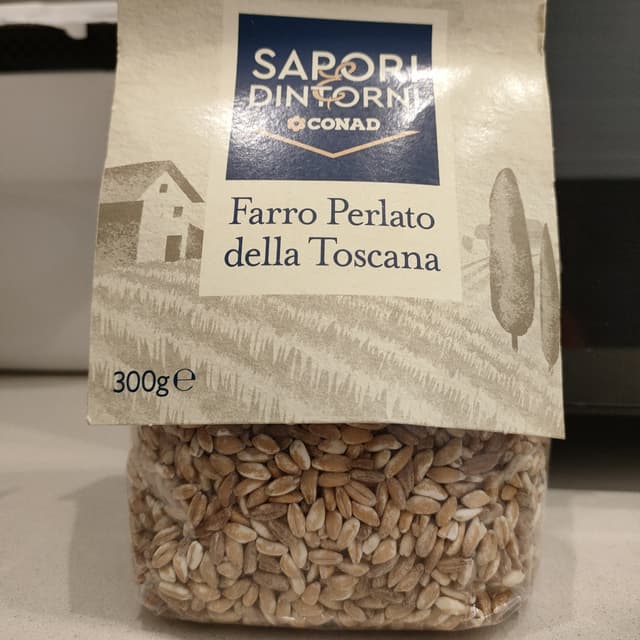 SAPORI
&
DINTORNI
CONAD
Farro Perlato
della Toscana
300g ℮